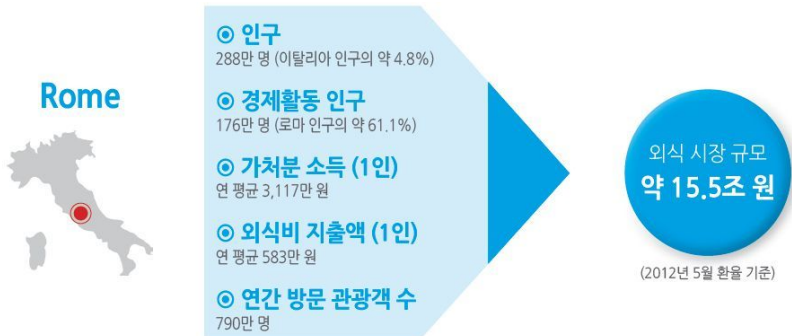 Rome
◉ 인구
288만 명 (이탈리아 인구의 약 4.8%)
◉ 경제활동 인구
176만 명 (로마 인구의 약 61.1%)
◉ 가처분 소득 (1인)
연 평균 3,117만 원
◉ 외식비 지출액 (1인)
연 평균 583만 원
◉ 연간 방문 관광객 수
790만 명
외식 시장 규모
약 15.5조 원
(2012년 5월 환율 기준)